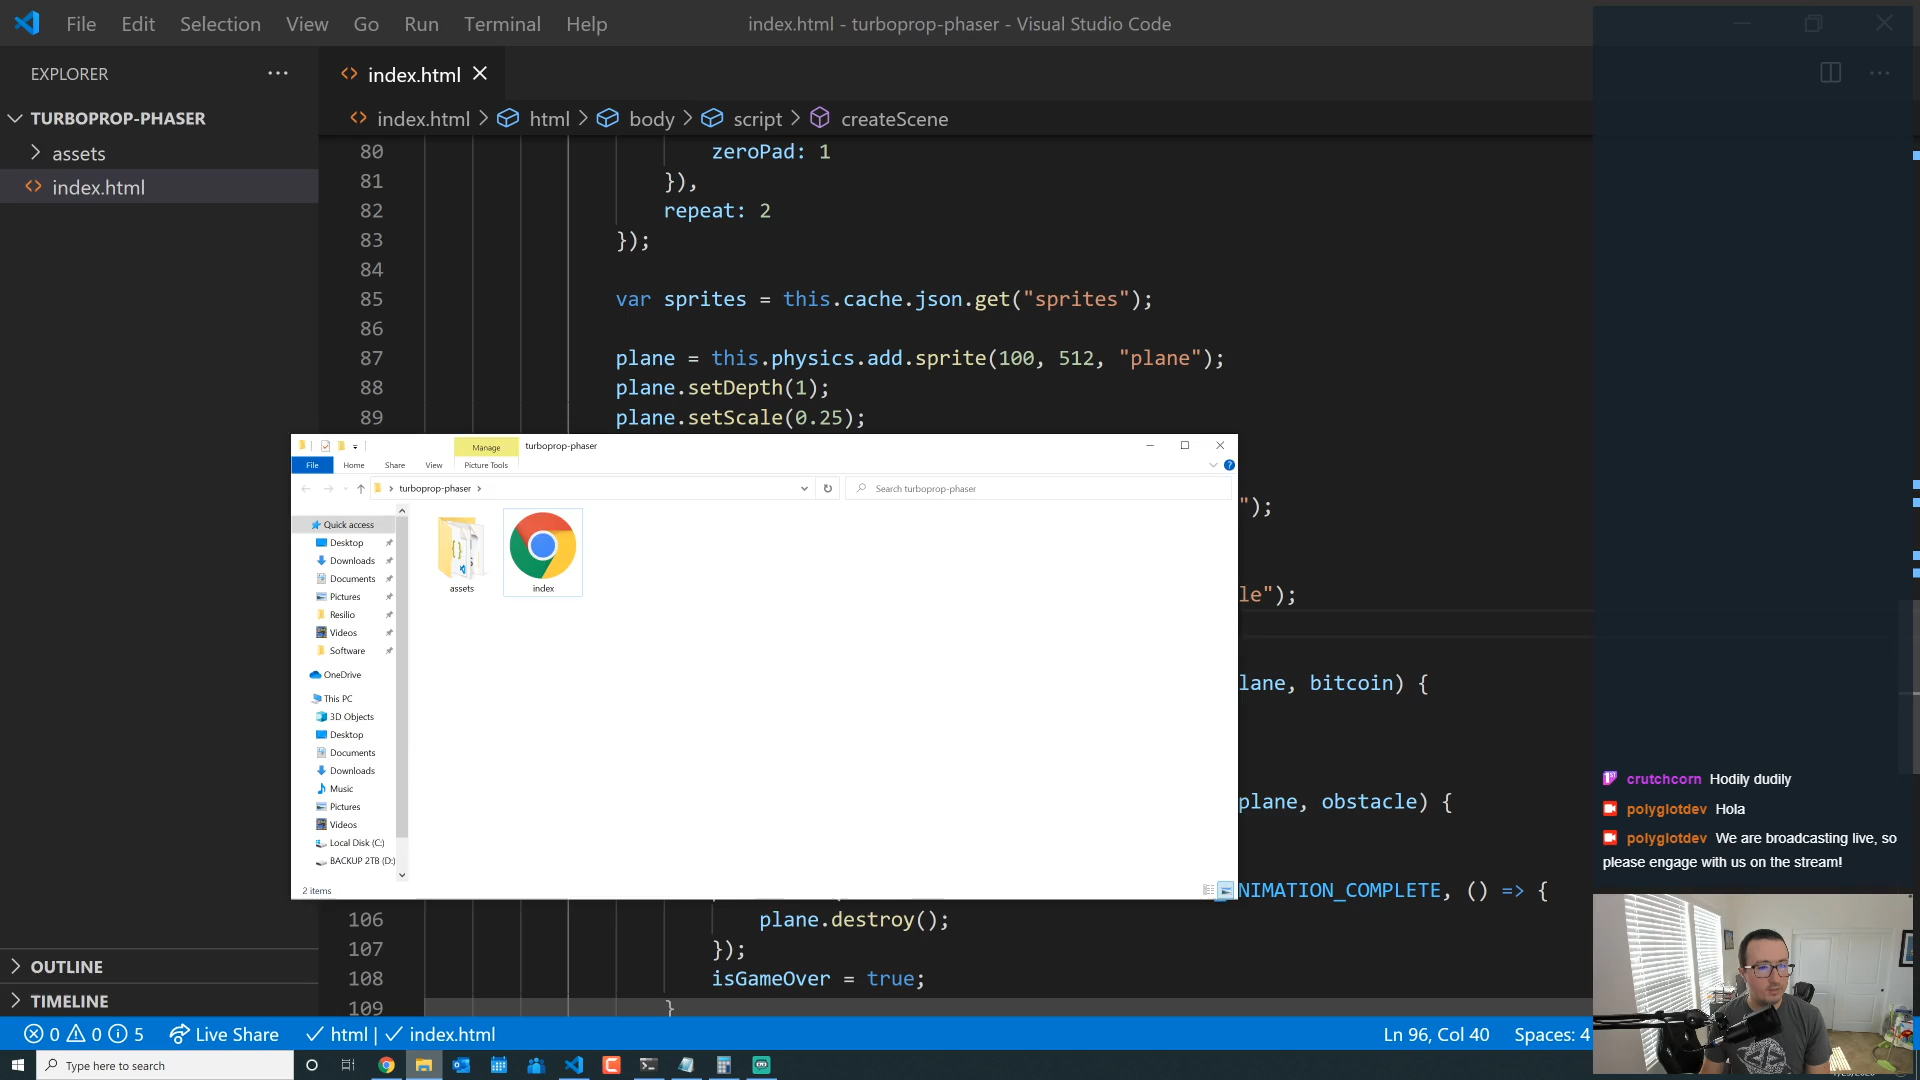 File Edit Selection View Go Run Terminal Help
index.html - turboprop-phaser - Visual Studio Code
EXPLORER
index.html
TURBOPROP-PHASER
assets
index.html
index.html > html > body > script > createScene
80 zeroPad: 1
81 }),
82 repeat: 2
83 });
84
85 var sprites = this.cache.json.get("sprites");
86
87 plane = this.physics.add.sprite(100, 512, "plane");
88 plane.setDepth(1);
89 plane.setScale(0.25);
Manage turboprop-phaser
File Home Share View Picture Tools
turboprop-phaser
Search turboprop-phaser
Quick access
Desktop
Downloads
Documents
Pictures
Resilio
Videos
Software
OneDrive
This PC
3D Objects
Desktop
Documents
Downloads
Music
Pictures
Videos
Local Disk (C:)
BACKUP 2TB (D:)
assets
index
2 items
");
le");
lane, bitcoin) {
plane, obstacle) {
NIMATION_COMPLETE, () => {
106 plane.destroy();
107 });
108 isGameOver = true;
109 }
crutchcorn Hodily dudily
polyglotdev Hola
polyglotdev We are broadcasting live, so
please engage with us on the stream!
OUTLINE
TIMELINE
0 0 5 Live Share html | index.html
Ln 96, Col 40 Spaces: 4
Type here to search